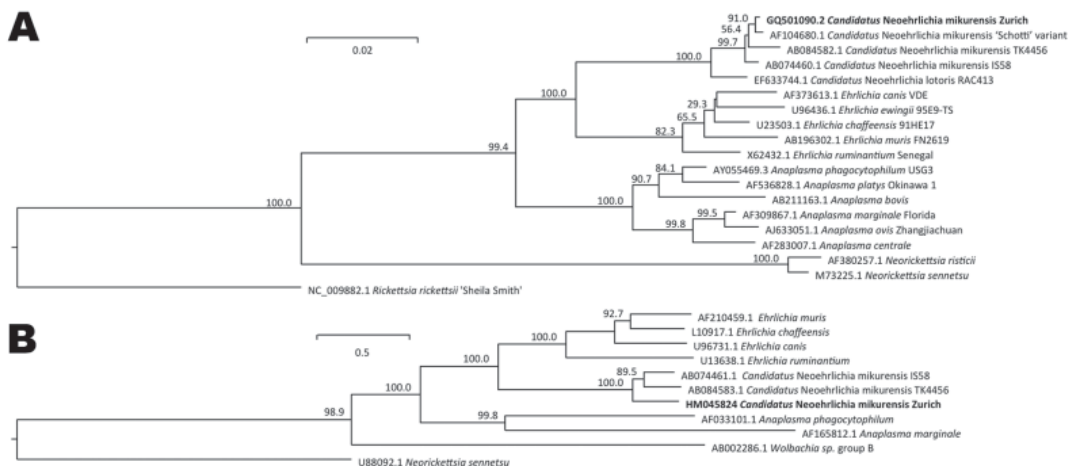 A
0.02
91.0
GQ501090.2 Candidatus Neoehrlichia mikurensis Zurich
56.4
AF104680.1 Candidatus Neoehrlichia mikurensis 'Schotti' variant
99.7
AB084582.1 Candidatus Neoehrlichia mikurensis TK4456
100.0
AB074460.1 Candidatus Neoehrlichia mikurensis IS58
EF633744.1 Candidatus Neoehrlichia lotoris RAC413
100.0
AF373613.1 Ehrlichia canis VDE
29.3
U96436.1 Ehrlichia ewingii 95E9-TS
65.5
U23503.1 Ehrlichia chaffeensis 91HE17
82.3
AB196302.1 Ehrlichia muris FN2619
99.4
X62432.1 Ehrlichia ruminantium Senegal
84.1
AY055469.3 Anaplasma phagocytophilum USG3
90.7
AF536828.1 Anaplasma platys Okinawa 1
100.0
AB211163.1 Anaplasma bovis
100.0
99.5
AF309867.1 Anaplasma marginale Florida
99.8
AJ633051.1 Anaplasma ovis Zhangjiachuan
AF283007.1 Anaplasma centrale
100.0
AF380257.1 Neorickettsia risticii
M73225.1 Neorickettsia sennetsu
NC_009882.1 Rickettsia rickettsii 'Sheila Smith'
B
0.5
92.7
AF210459.1 Ehrlichia muris
L10917.1 Ehrlichia chaffeensis
100.0
U96731.1 Ehrlichia canis
100.0
U13638.1 Ehrlichia ruminantium
89.5
AB074461.1 Candidatus Neoehrlichia mikurensis IS58
100.0
100.0
AB084583.1 Candidatus Neoehrlichia mikurensis TK4456
HM045824 Candidatus Neoehrlichia mikurensis Zurich
98.9
99.8
AF033101.1 Anaplasma phagocytophilum
AF165812.1 Anaplasma marginale
AB002286.1 Wolbachia sp. group B
U88092.1 Neorickettsia sennetsu